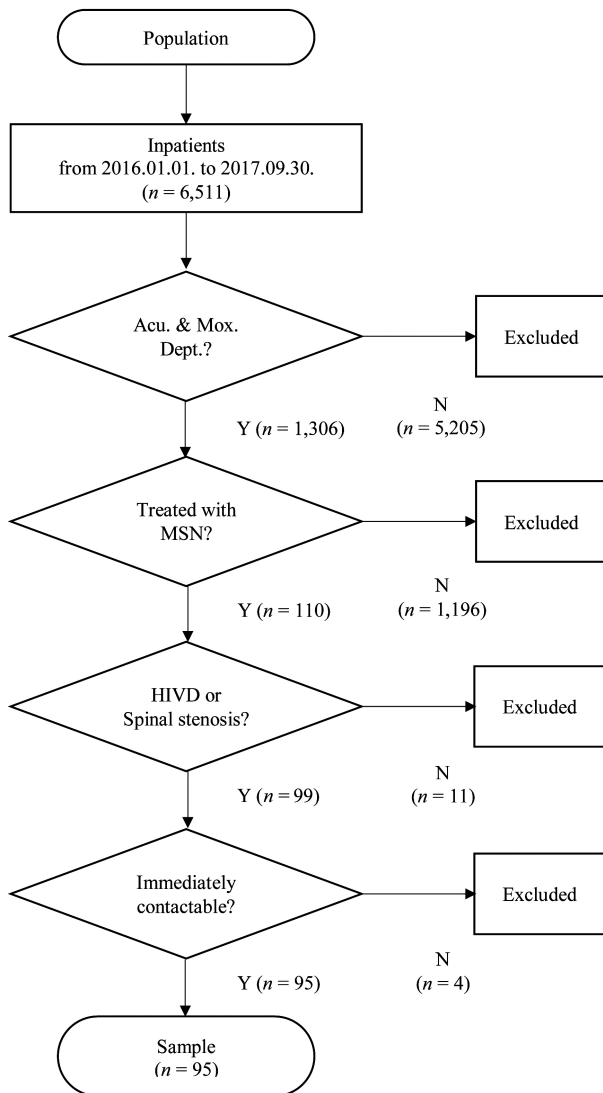 Population
Inpatients
from 2016.01.01. to 2017.09.30.
(n = 6,511)
Acu. & Mox.
Dept.?
Excluded
Y (n = 1,306)
N
(n = 5,205)
Treated with
MSN?
Excluded
Y (n = 110)
N
(n = 1,196)
HIVD or
Spinal stenosis?
Excluded
Y (n = 99)
N
(n = 11)
Immediately
contactable?
Excluded
Y (n = 95)
N
(n = 4)
Sample
(n = 95)